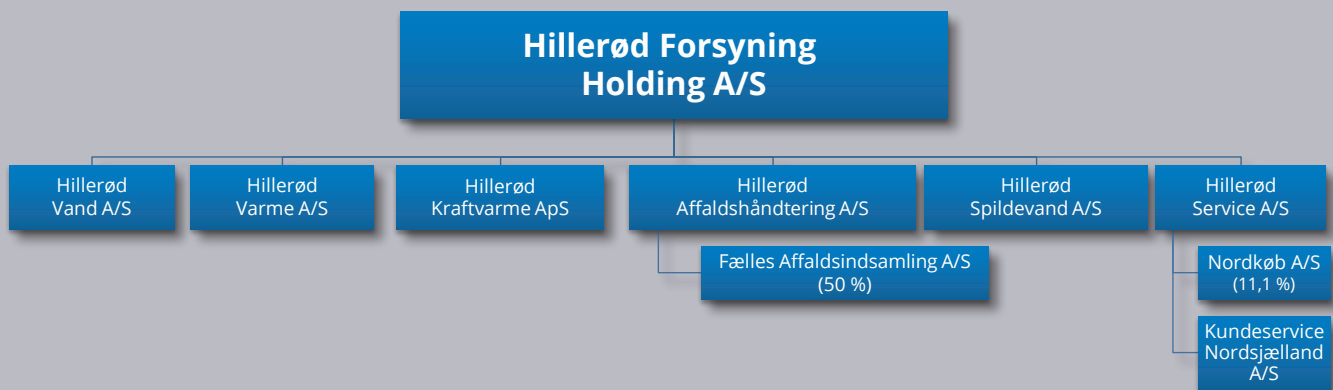 Hillerød Forsyning
Holding A/S
Hillerød
Vand A/S
Hillerød
Varme A/S
Hillerød
Kraftvarme ApS
Hillerød
Affaldshåndtering A/S
Hillerød
Spildevand A/S
Hillerød
Service A/S
Fælles Affaldsindsamling A/S
(50 %)
Nordkøb A/S
(11,1 %)
Kundeservice
Nordsjælland
A/S